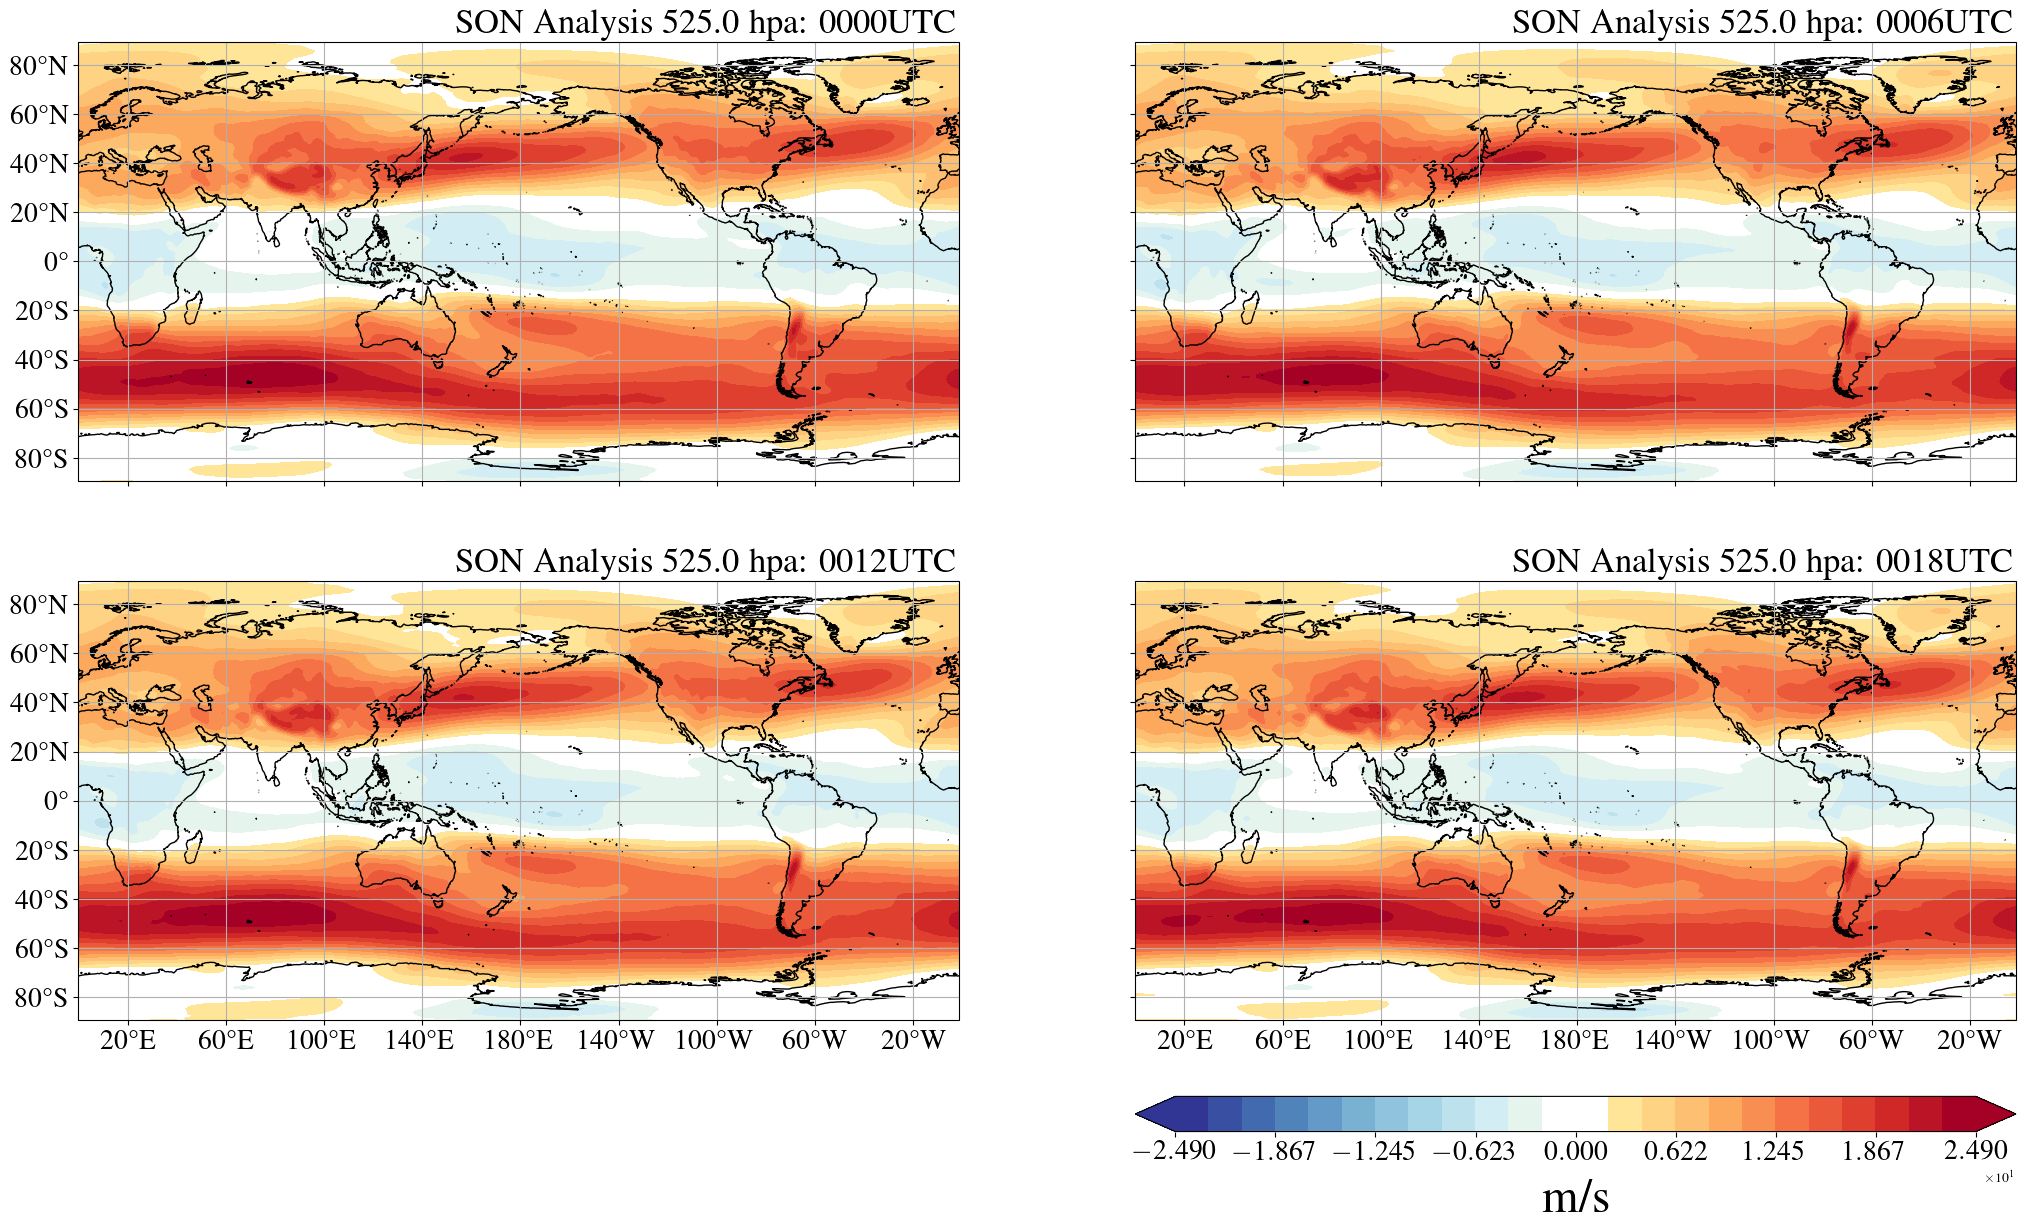 SON Analysis 525.0 hpa: 0000UTC
SON Analysis 525.0 hpa: 0006UTC
80°N
60°N
40°N
20°N
0°
20°S
40°S
60°S
80°S
SON Analysis 525.0 hpa: 0012UTC
SON Analysis 525.0 hpa: 0018UTC
80°N
60°N
40°N
20°N
0°
20°S
40°S
60°S
80°S
20°E 60°E 100°E 140°E 180°E 140°W 100°W 60°W 20°W
20°E 60°E 100°E 140°E 180°E 140°W 100°W 60°W 20°W
−2.490 −1.867 −1.245 −0.623 0.000 0.622 1.245 1.867 2.490
×10¹
m/s